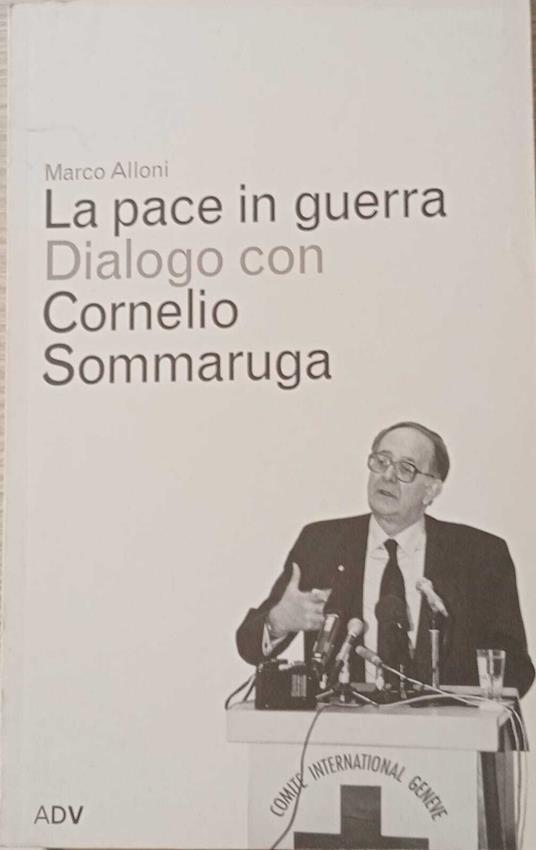 Marco Alloni
La pace in guerra
Dialogo con
Cornelio
Sommaruga
COMITE INTERNATIONAL GENEVE
ADV